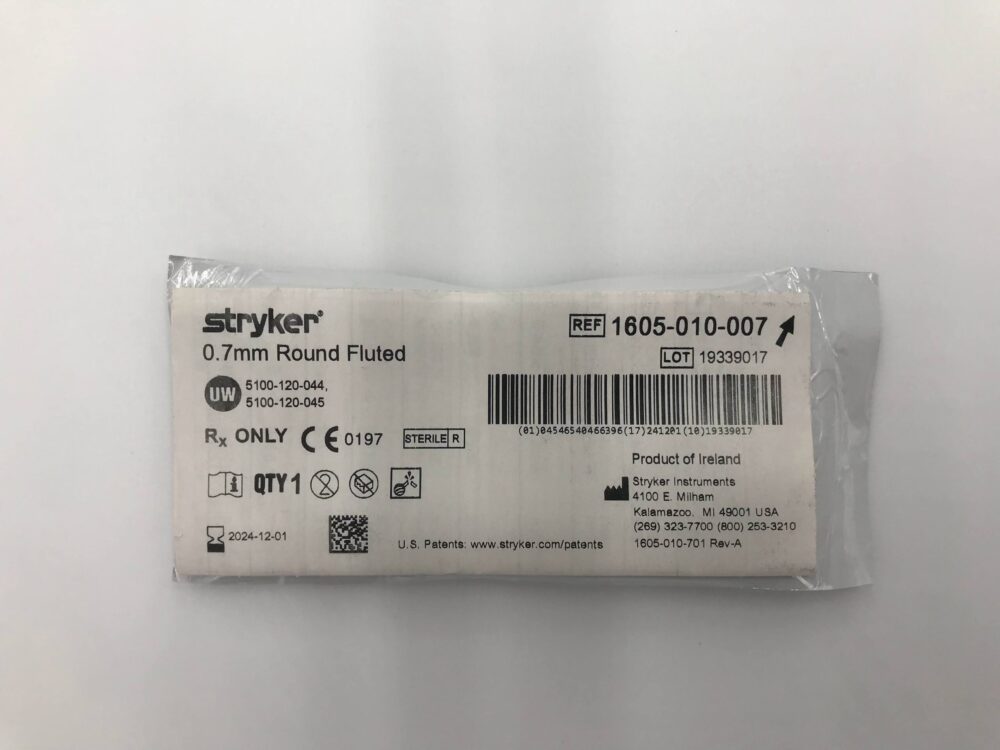 stryker®
0.7mm Round Fluted
UW
5100-120-044,
5100-120-045
Rx ONLY CE 0197 STERILE R
QTY 1 2
2024-12-01
U.S. Patents: www.stryker.com/patents
REF 1605-010-007
LOT 19339017
(01)04546540466396(17)241201(10)19339017
Product of Ireland
Stryker Instruments
4100 E. Milham
Kalamazoo, MI 49001 USA
(269) 323-7700 (800) 253-3210
1605-010-701 Rev-A